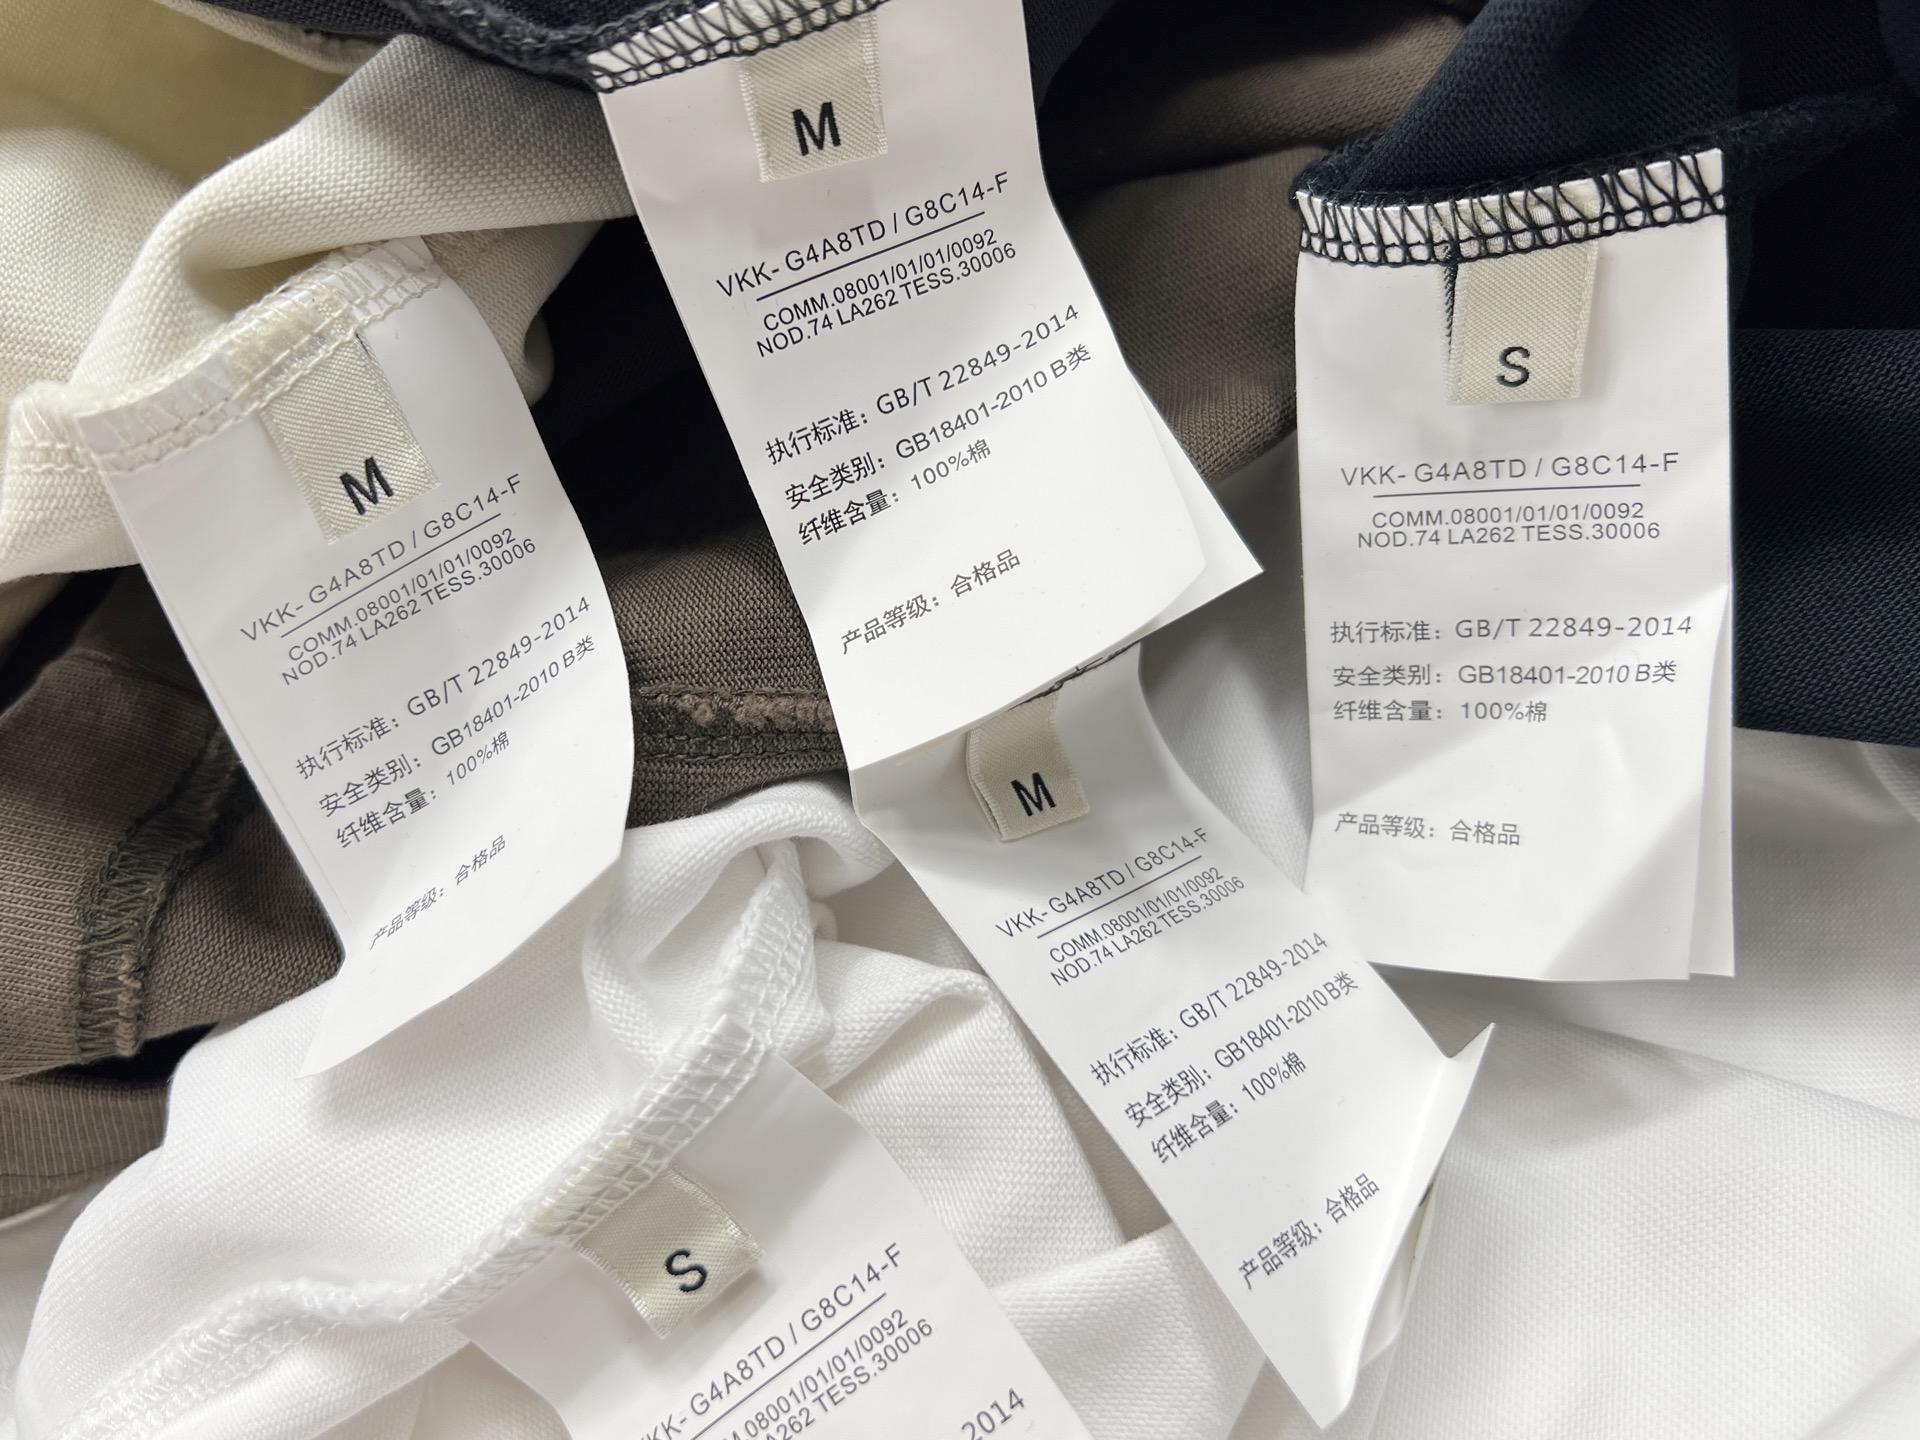 M
VKK- G4A8TD / G8C14-F
COMM.08001/01/01/0092
NOD.74 LA262 TESS.30006
执行标准：GB/T 22849-2014
安全类别：GB18401-2010 B类
纤维含量：100%棉
产品等级：合格品
M
VKK- G4A8TD / G8C14-F
COMM.08001/01/01/0092
NOD.74 LA262 TESS.30006
执行标准：GB/T 22849-2014
安全类别：GB18401-2010 B类
纤维含量：100%棉
产品等级：合格品
S
VKK- G4A8TD / G8C14-F
COMM.08001/01/01/0092
NOD.74 LA262 TESS.30006
执行标准：GB/T 22849-2014
安全类别：GB18401-2010 B类
纤维含量：100%棉
产品等级：合格品
M
VKK- G4A8TD / G8C14-F
COMM.08001/01/01/0092
NOD.74 LA262 TESS.30006
执行标准：GB/T 22849-2014
安全类别：GB18401-2010 B类
纤维含量：100%棉
产品等级：合格品
S
KK- G4A8TD / G8C14-F
M.08001/01/01/0092
A262 TESS.30006
2014